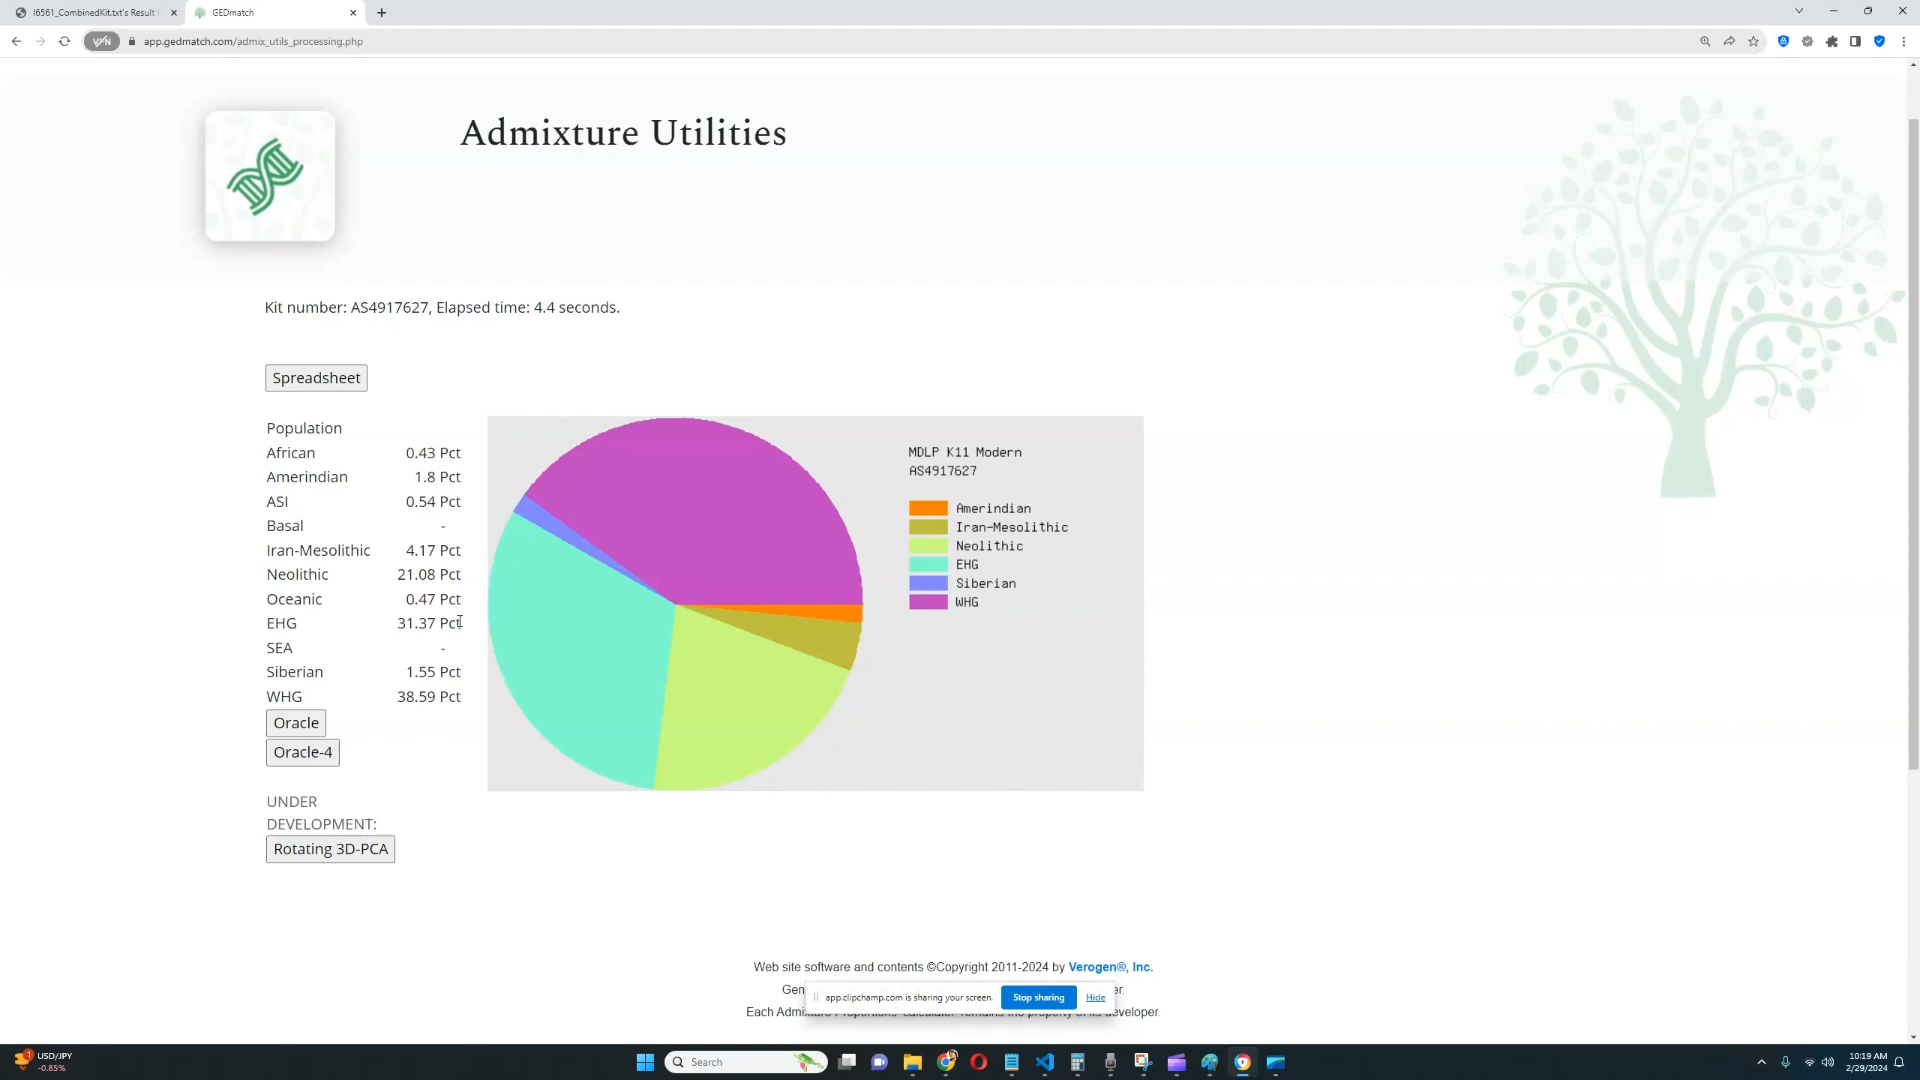 I6561_CombinedKit.txt's Result
GEDmatch
app.gedmatch.com/admix_utils_processing.php
Admixture Utilities
Kit number: AS4917627, Elapsed time: 4.4 seconds.
Spreadsheet
Population
African 0.43 Pct
Amerindian 1.8 Pct
ASI 0.54 Pct
Basal -
Iran-Mesolithic 4.17 Pct
Neolithic 21.08 Pct
Oceanic 0.47 Pct
EHG 31.37 Pct
SEA -
Siberian 1.55 Pct
WHG 38.59 Pct
Oracle
Oracle-4
UNDER
DEVELOPMENT:
Rotating 3D-PCA
MDLP K11 Modern
AS4917627
Amerindian
Iran-Mesolithic
Neolithic
EHG
Siberian
WHG
Web site software and contents ©Copyright 2011-2024 by Verogen®, Inc.
app.clipchamp.com is sharing your screen. Stop sharing Hide
Each
developer.
USD/JPY
-0.85%
Search
10:19 AM
2/29/2024